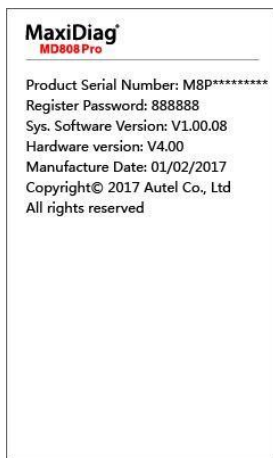 MaxiDiag®
MD808 Pro
Product Serial Number: M8P*********
Register Password: 888888
Sys. Software Version: V1.00.08
Hardware version: V4.00
Manufacture Date: 01/02/2017
Copyright© 2017 Autel Co., Ltd
All rights reserved